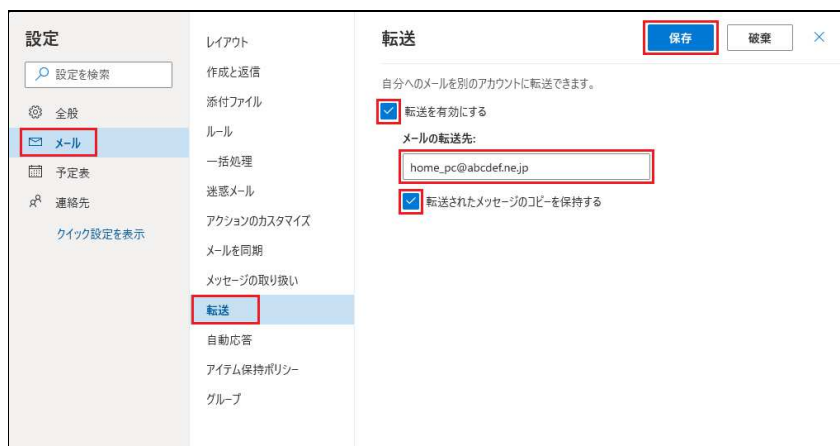 設定
設定を検索
全般
メール
予定表
連絡先
クイック設定を表示
レイアウト
作成と返信
添付ファイル
ルール
一括処理
迷惑メール
アクションのカスタマイズ
メールを同期
メッセージの取り扱い
転送
自動応答
アイテム保持ポリシー
グループ
転送
保存
破棄
自分へのメールを別のアカウントに転送できます。
転送を有効にする
メールの転送先:
home_pc@abcdef.ne.jp
転送されたメッセージのコピーを保持する